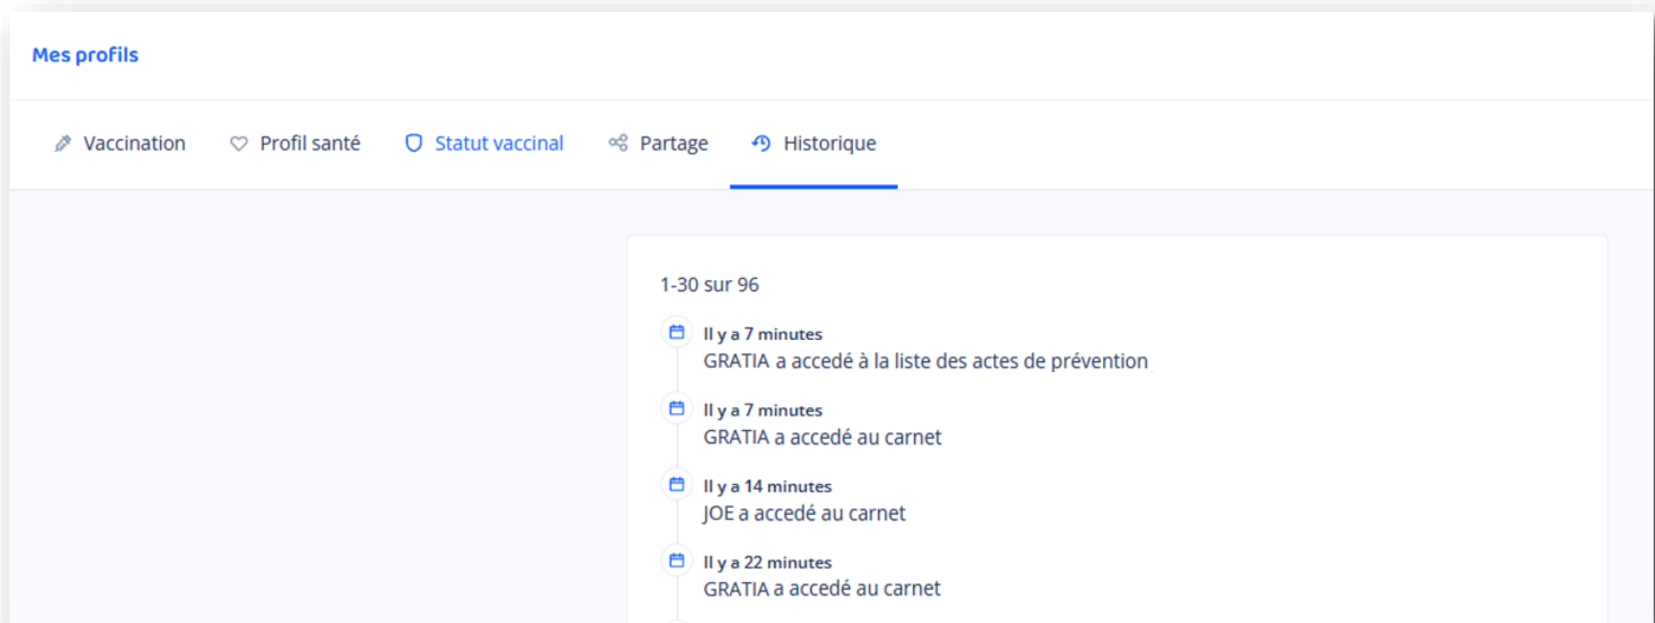 Mes profils
Vaccination Profil santé Statut vaccinal Partage Historique
1-30 sur 96
Il y a 7 minutes
GRATIA a accedé à la liste des actes de prévention
Il y a 7 minutes
GRATIA a accedé au carnet
Il y a 14 minutes
JOE a accedé au carnet
Il y a 22 minutes
GRATIA a accedé au carnet